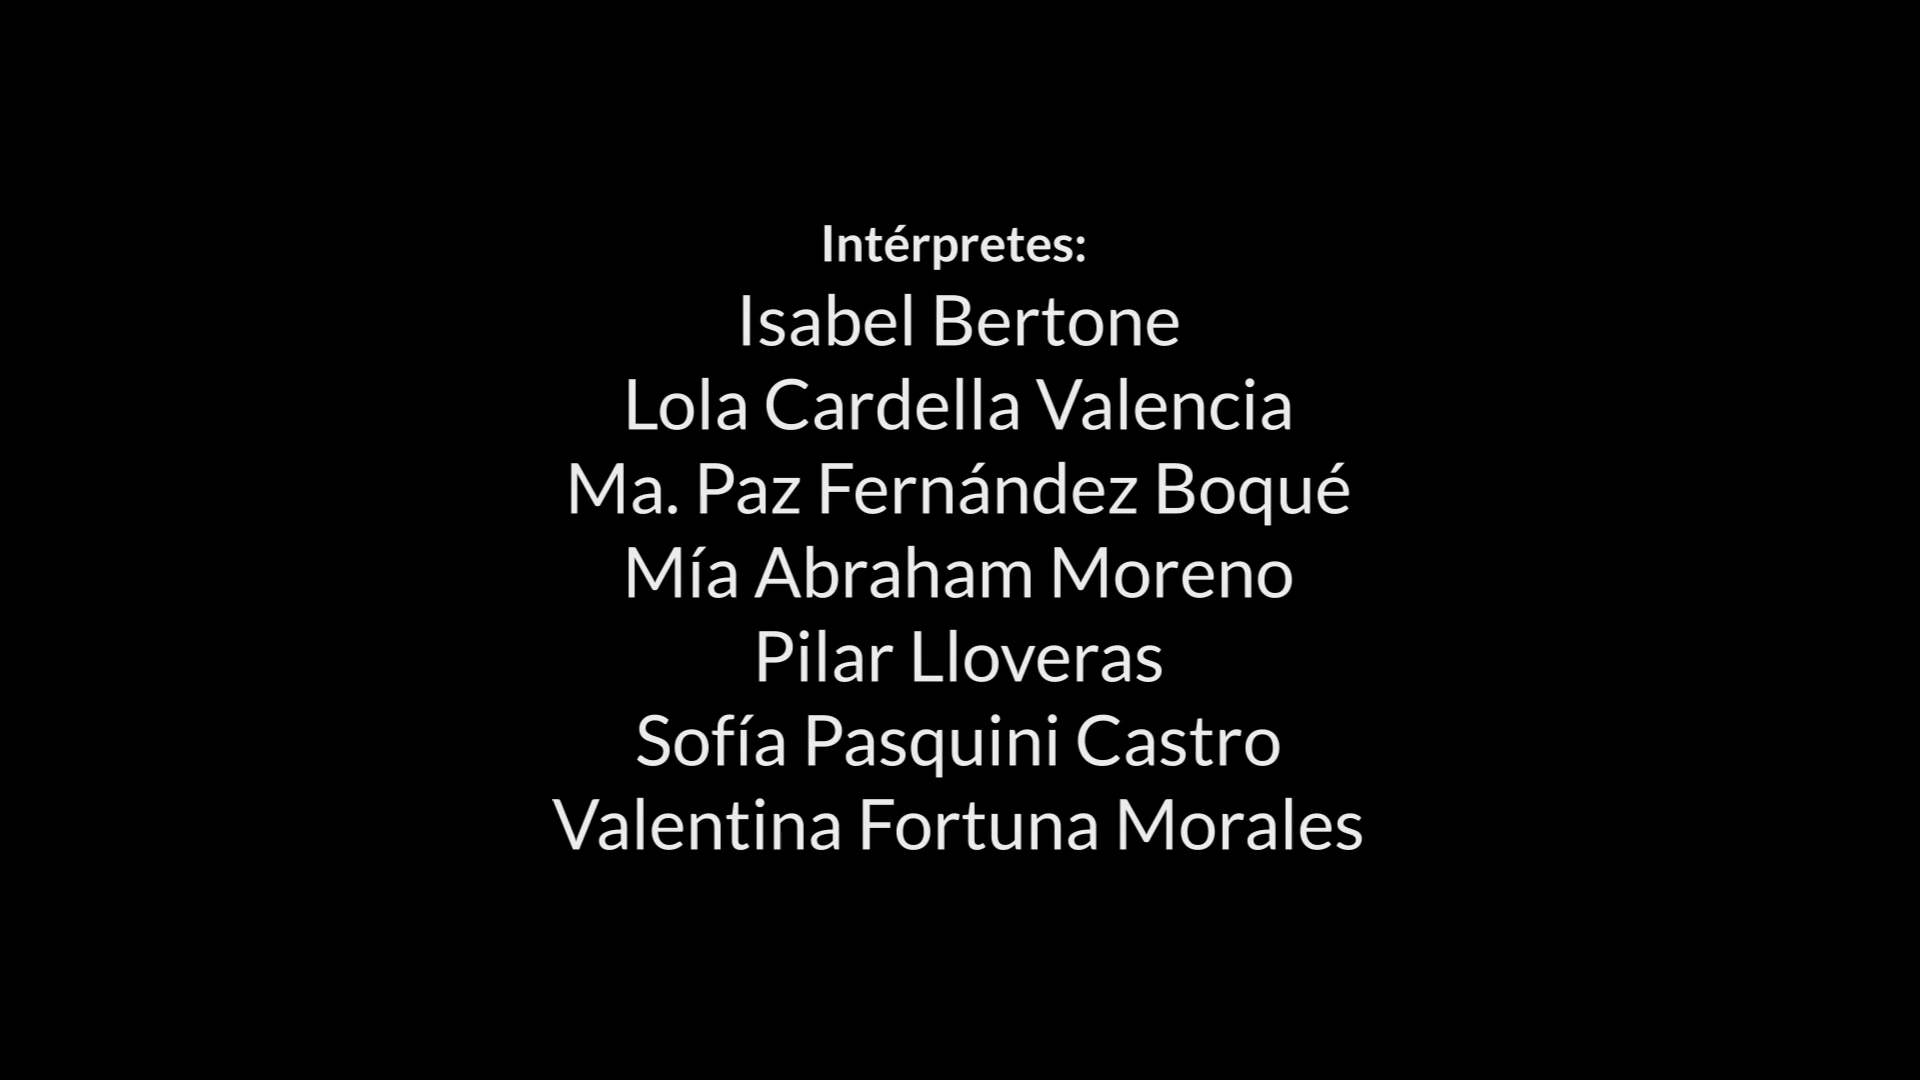 Intérpretes:
Isabel Bertone
Lola Cardella Valencia
Ma. Paz Fernández Boqué
Mía Abraham Moreno
Pilar Lloveras
Sofía Pasquini Castro
Valentina Fortuna Morales